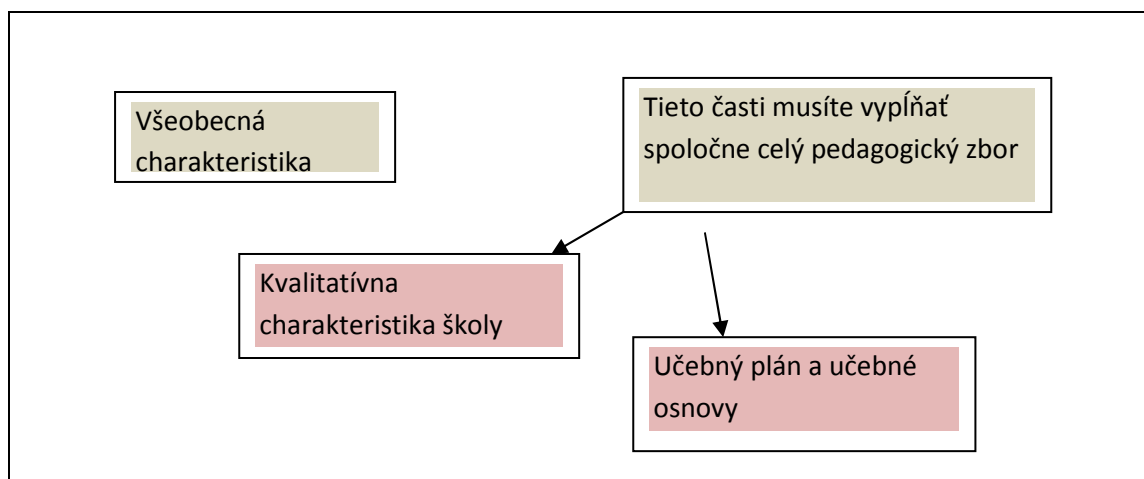 Všeobecná
charakteristika
Tieto časti musíte vypĺňať
spoločne celý pedagogický zbor
Kvalitatívna
charakteristika školy
Učebný plán a učebné
osnovy